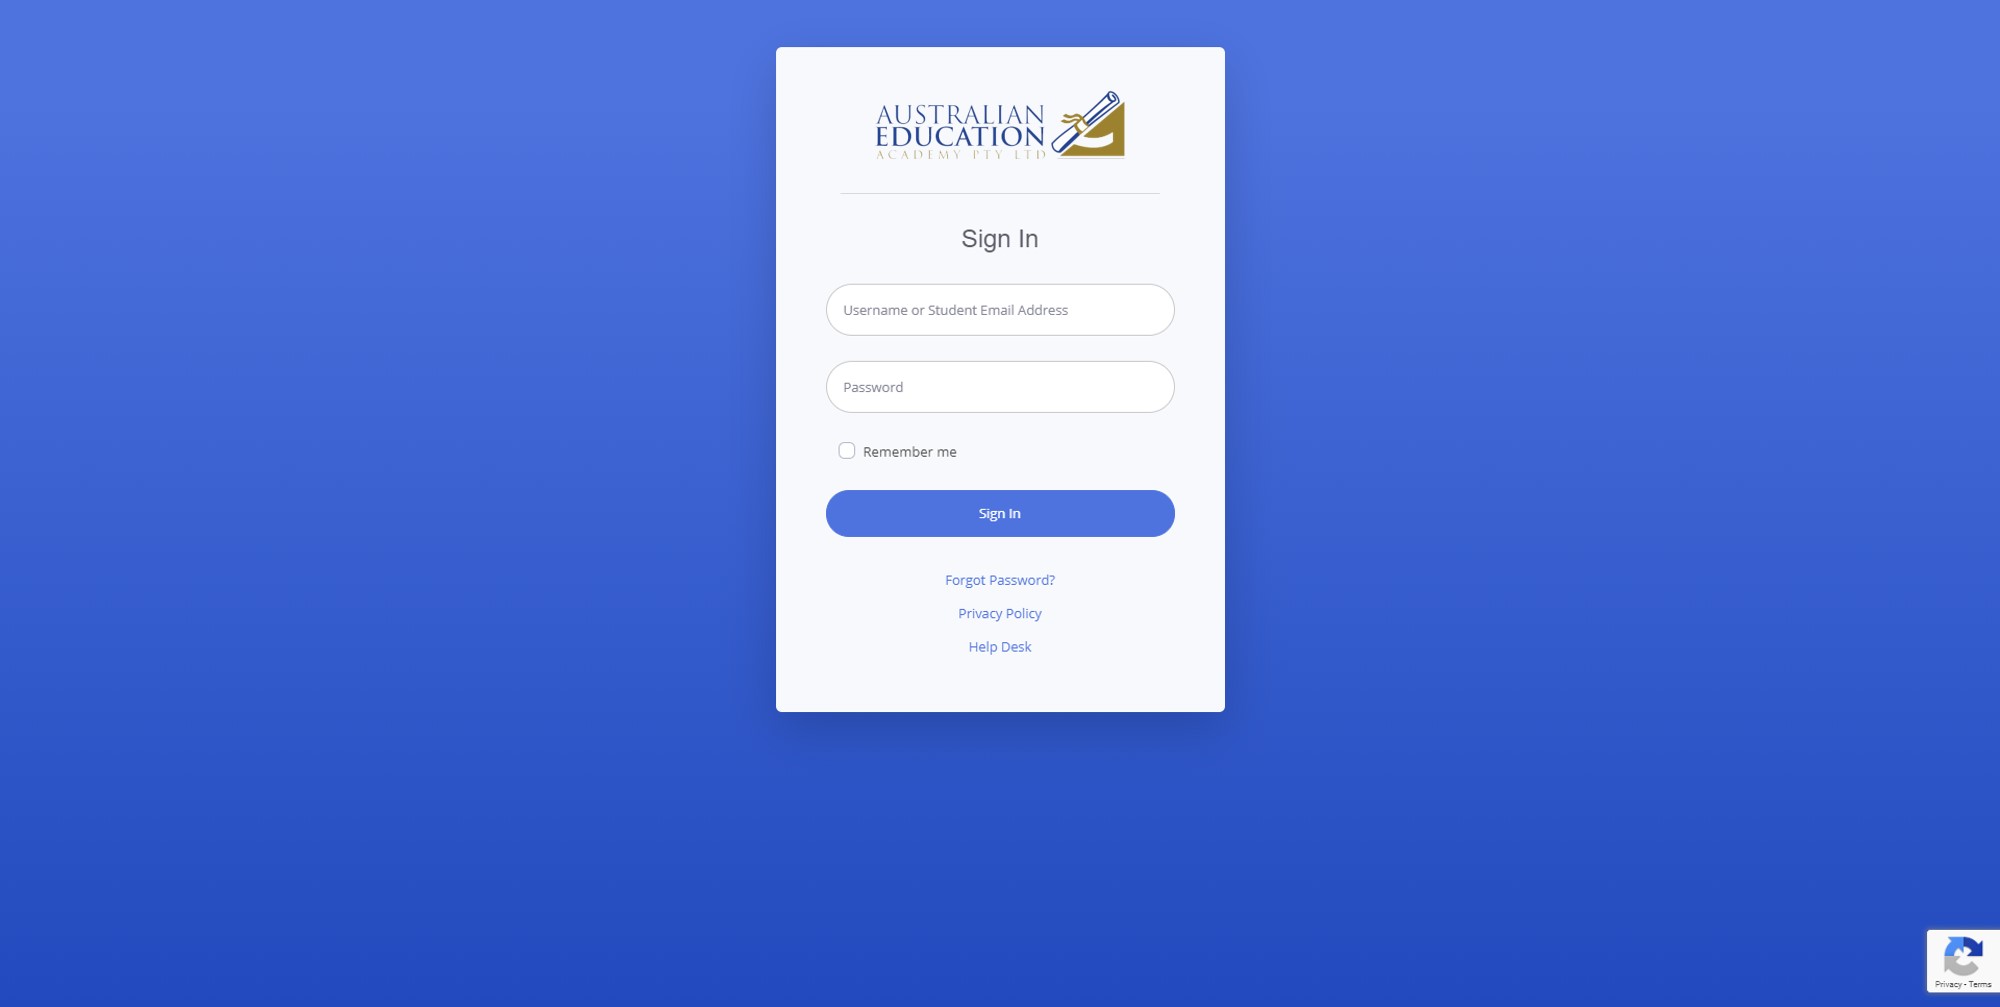 AUSTRALIAN
EDUCATION
ACADEMY PTY LTD
Sign In
Username or Student Email Address
Password
Remember me
Sign In
Forgot Password?
Privacy Policy
Help Desk
Privacy - Terms